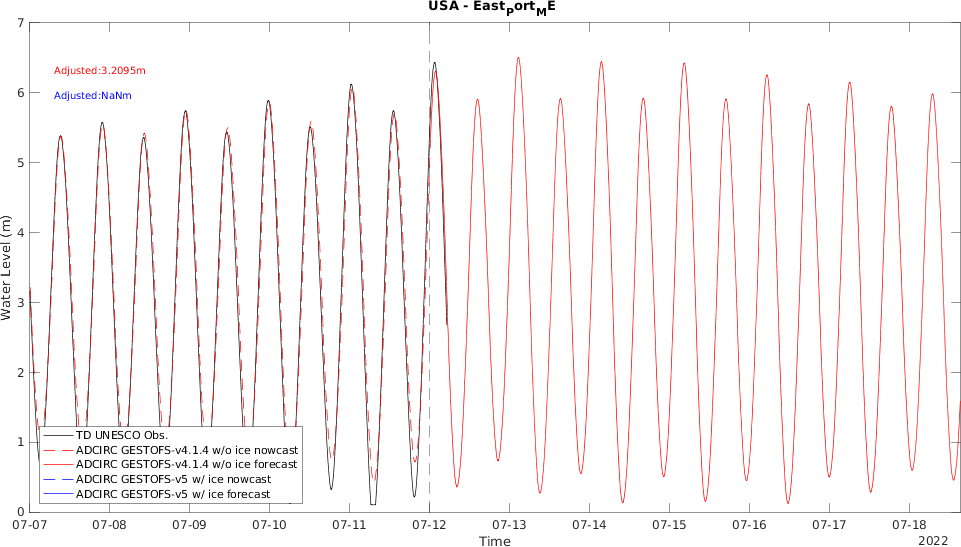 USA - EastPortME
7
6
5
4
3
2
1
0
Water Level (m)
Adjusted:3.2095m
Adjusted:NaNm
TD UNESCO Obs.
ADCIRC GESTOFS-v4.1.4 w/o ice nowcast
ADCIRC GESTOFS-v4.1.4 w/o ice forecast
ADCIRC GESTOFS-v5 w/ ice nowcast
ADCIRC GESTOFS-v5 w/ ice forecast
07-07 07-08 07-09 07-10 07-11 07-12 07-13 07-14 07-15 07-16 07-17 07-18
Time
2022